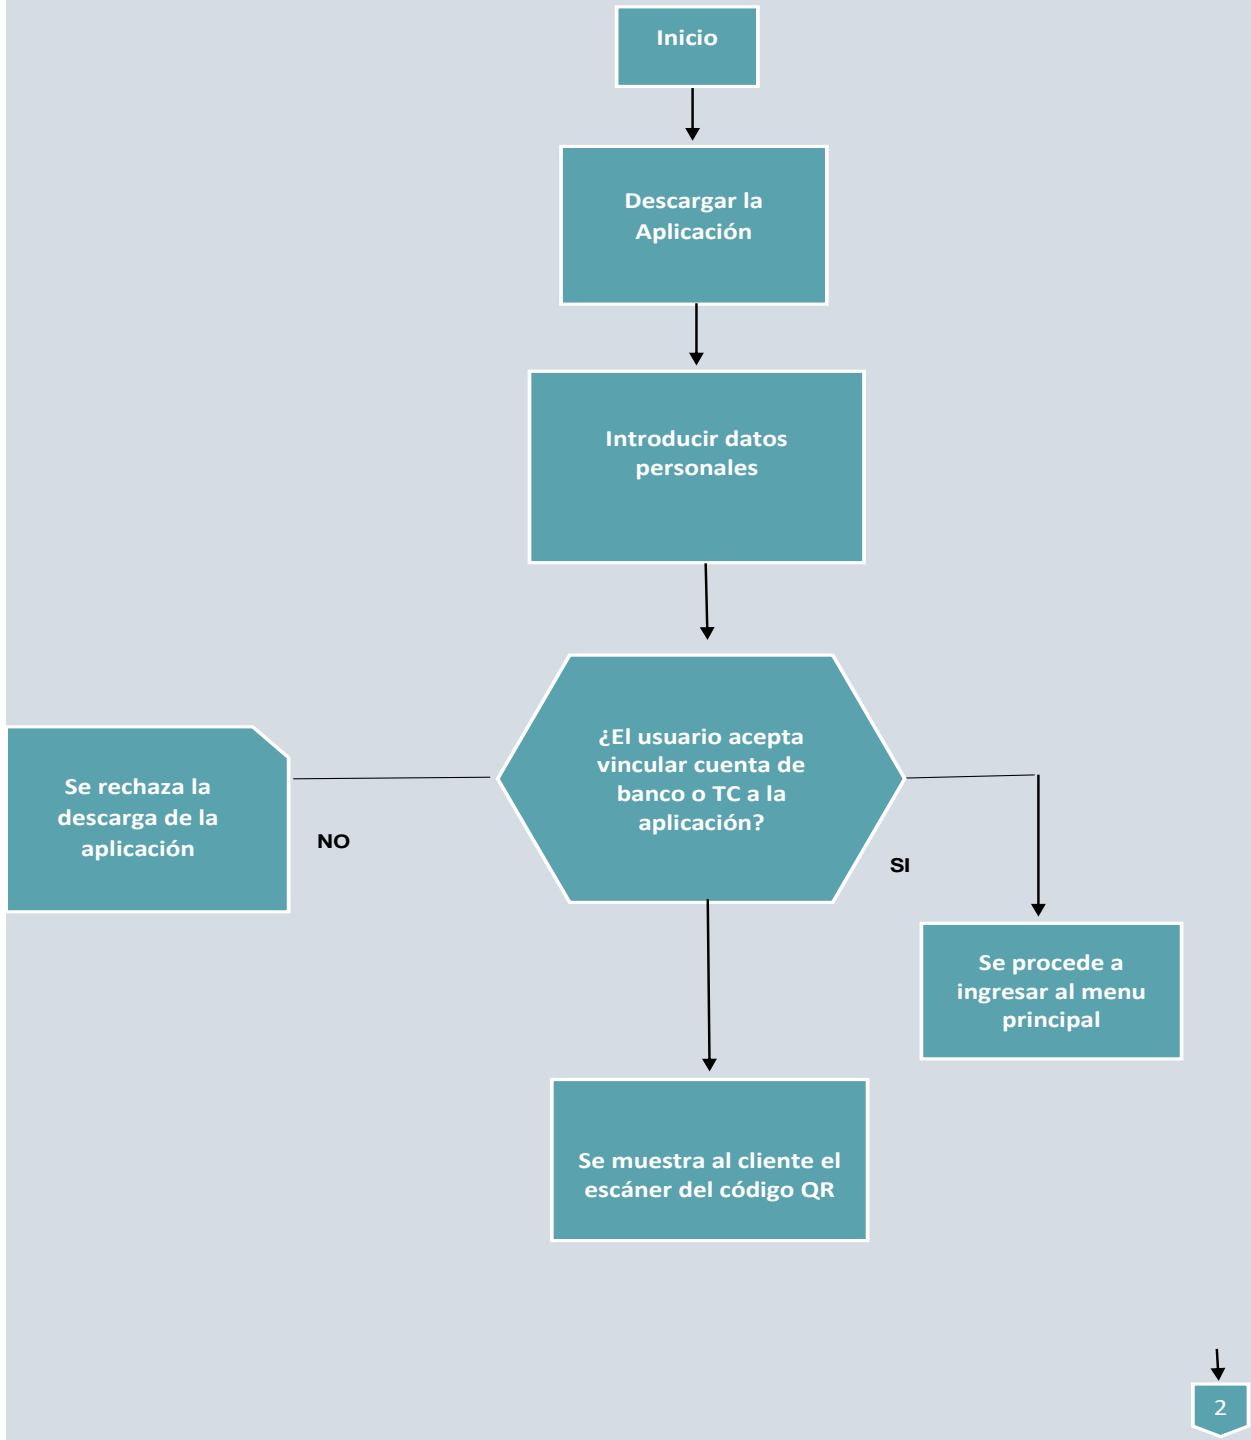 Inicio
Descargar la
Aplicación
Introducir datos
personales
¿El usuario acepta
vincular cuenta de
banco o TC a la
aplicación?
Se rechaza la
descarga de la
aplicación
NO
SI
Se procede a
ingresar al menu
principal
Se muestra al cliente el
escáner del código QR
2